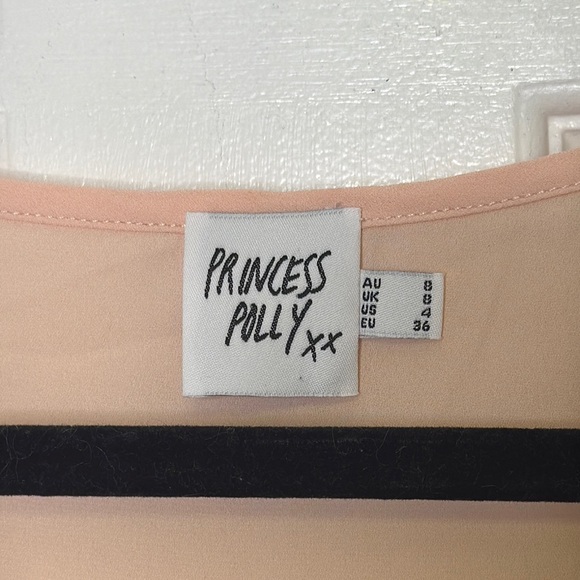 PRINCESS
POLLY xx
AU 8
UK 8
US 4
EU 36